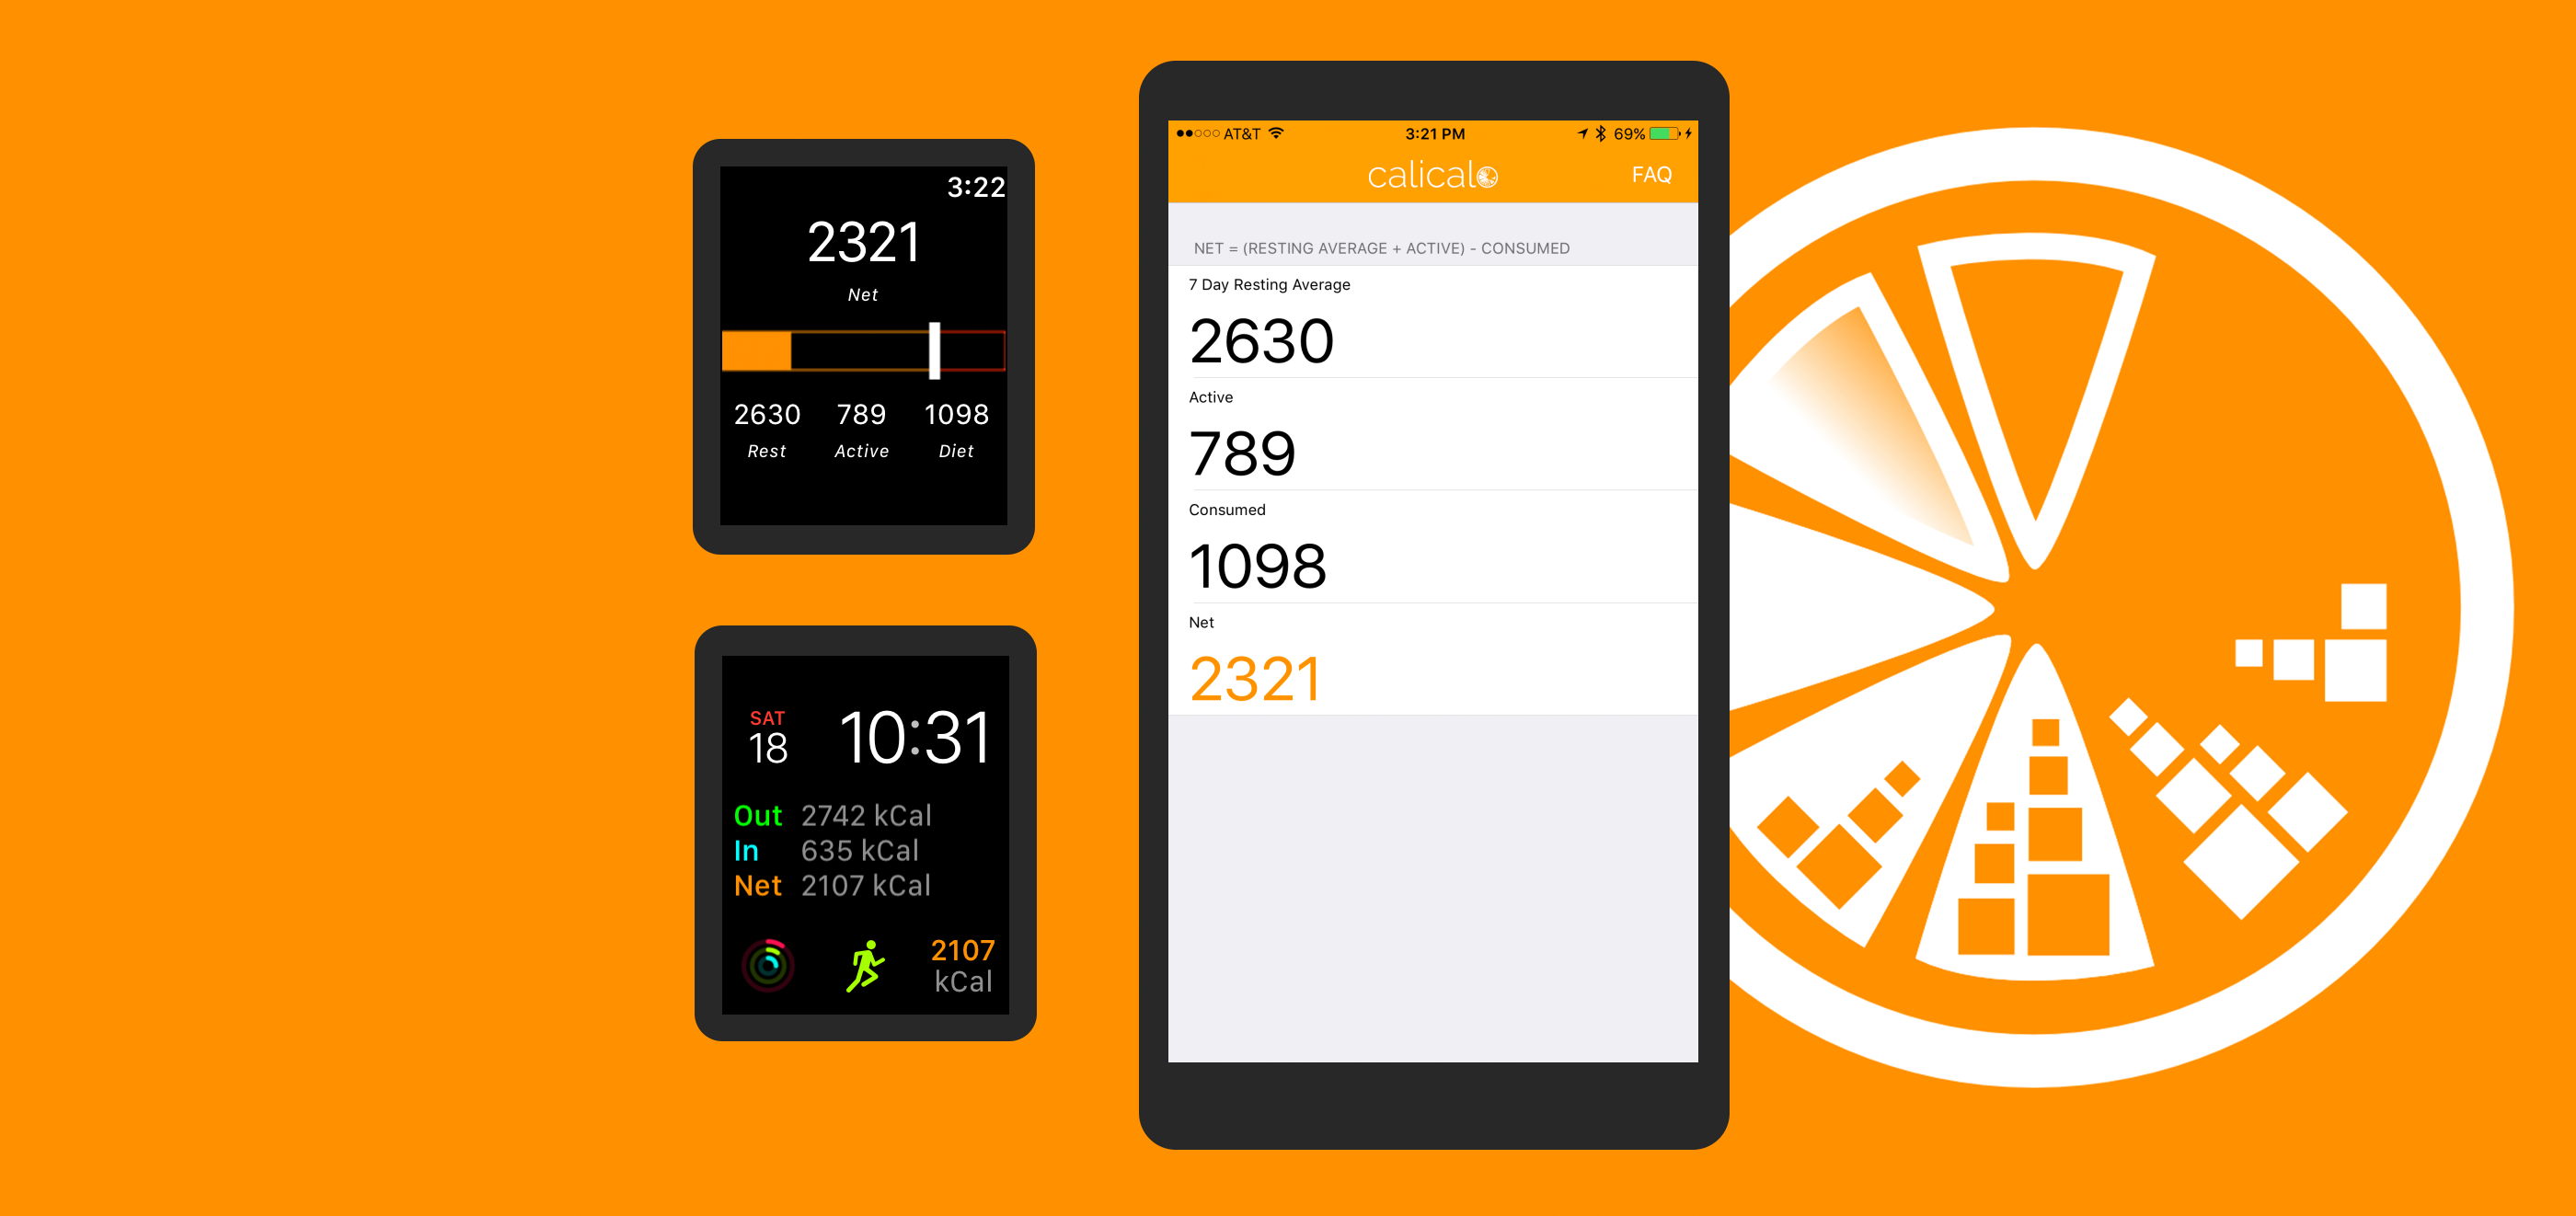 3:22
2321
Net
2630 789 1098
Rest Active Diet
SAT
18 10:31
Out 2742 kCal
In 635 kCal
Net 2107 kCal
2107
kCal
AT&T 3:21 PM 69%
calicalo FAQ
NET = (RESTING AVERAGE + ACTIVE) - CONSUMED
7 Day Resting Average
2630
Active
789
Consumed
1098
Net
2321